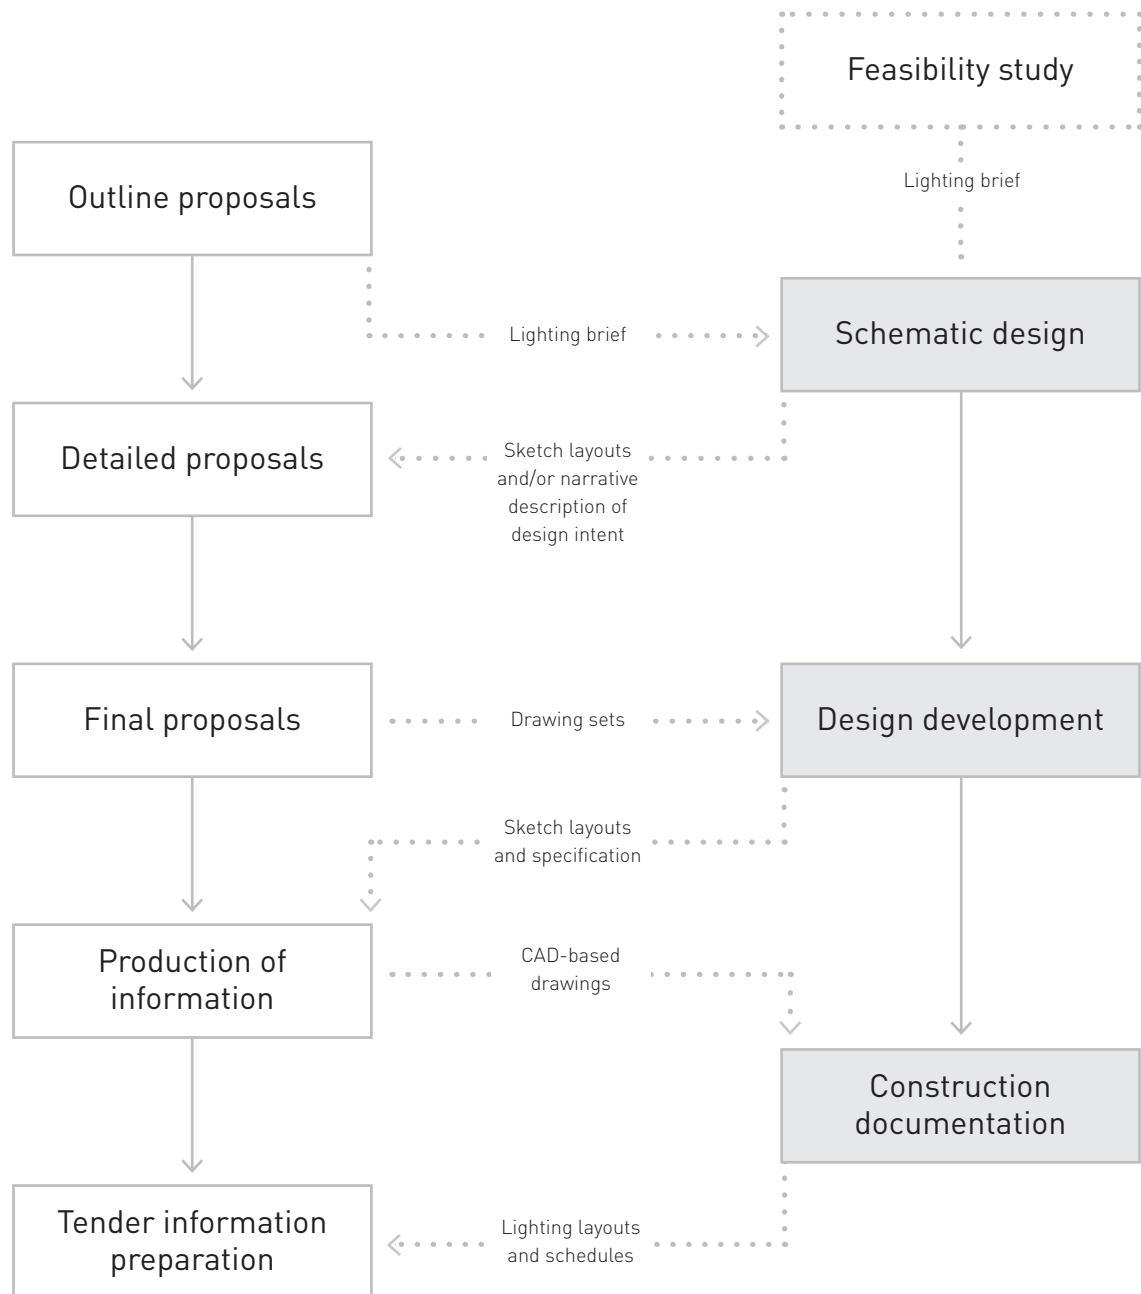 Feasibility study
Lighting brief
Outline proposals
Lighting brief
Schematic design
Detailed proposals
Sketch layouts
and/or narrative
description of
design intent
Final proposals
Drawing sets
Design development
Sketch layouts
and specification
Production of
information
CAD-based
drawings
Construction
documentation
Tender information
preparation
Lighting layouts
and schedules